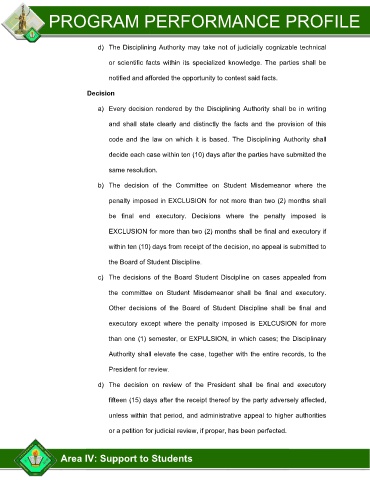 PROGRAM PERFORMANCE PROFILE
d) The Disciplining Authority may take not of judicially cognizable technical
or scientific facts within its specialized knowledge. The parties shall be
notified and afforded the opportunity to contest said facts.
Decision
a) Every decision rendered by the Disciplining Authority shall be in writing
and shall state clearly and distinctly the facts and the provision of this
code and the law on which it is based. The Disciplining Authority shall
decide each case within ten (10) days after the parties have submitted the
same resolution.
b) The decision of the Committee on Student Misdemeanor where the
penalty imposed in EXCLUSION for not more than two (2) months shall
be final end executory. Decisions where the penalty imposed is
EXCLUSION for more than two (2) months shall be final and executory if
within ten (10) days from receipt of the decision, no appeal is submitted to
the Board of Student Discipline.
c) The decisions of the Board Student Discipline on cases appealed from
the committee on Student Misdemeanor shall be final and executory.
Other decisions of the Board of Student Discipline shall be final and
executory except where the penalty imposed is EXLCUSION for more
than one (1) semester, or EXPULSION, in which cases; the Disciplinary
Authority shall elevate the case, together with the entire records, to the
President for review.
d) The decision on review of the President shall be final and executory
fifteen (15) days after the receipt thereof by the party adversely affected,
unless within that period, and administrative appeal to higher authorities
or a petition for judicial review, if proper, has been perfected.
Area IV: Support to Students